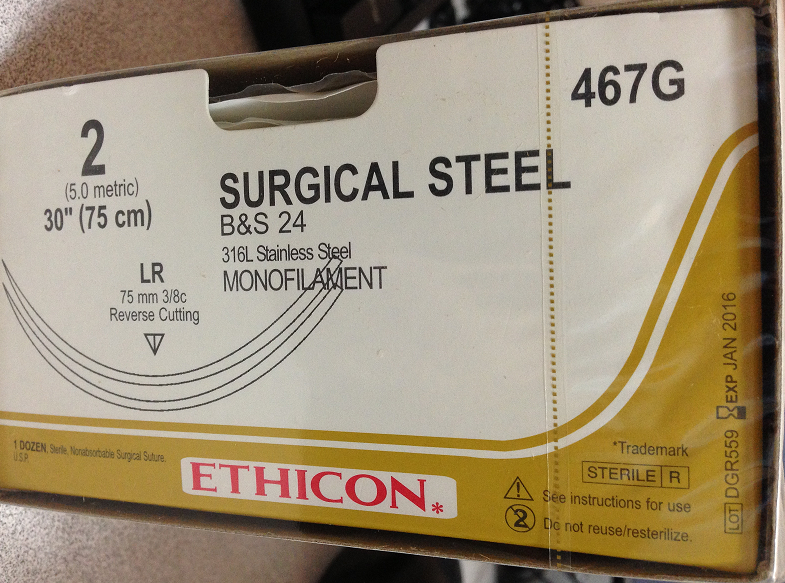 467G
2
(5.0 metric)
30" (75 cm)
SURGICAL STEEL
B&S 24
316L Stainless Steel
MONOFILAMENT
LR
75 mm 3/8c
Reverse Cutting
1 DOZEN, Sterile, Nonabsorbable Surgical Suture.
U.S.P.
ETHICON*
*Trademark
STERILE R
See instructions for use
2 Do not reuse/resterilize.
LOT DGR559 EXP JAN 2016